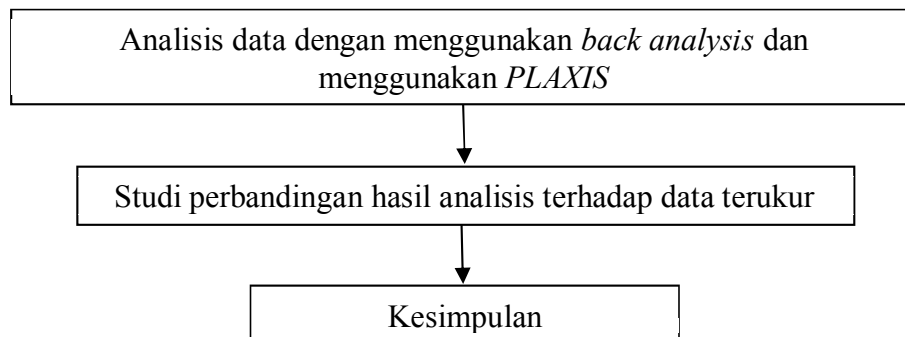 Analisis data dengan menggunakan back analysis dan
menggunakan PLAXIS
Studi perbandingan hasil analisis terhadap data terukur
Kesimpulan